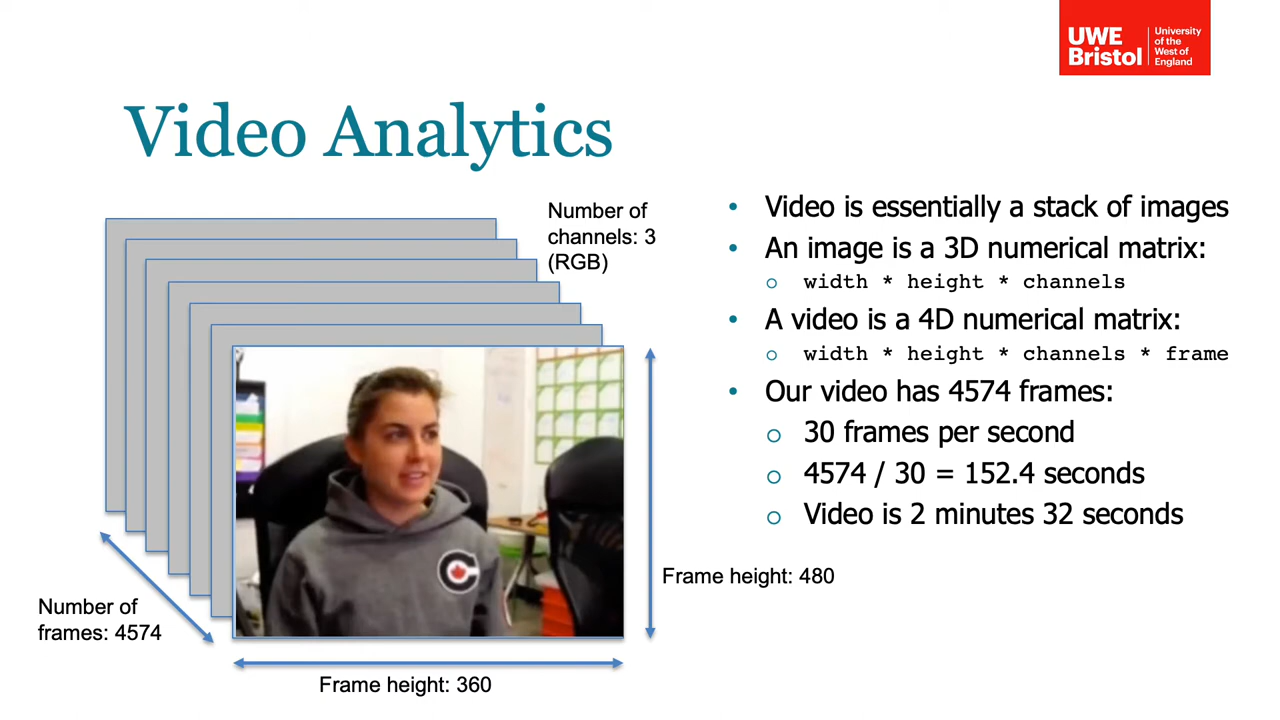 UWE
Bristol
University
of the
West of
England
Video Analytics
Number of
channels: 3
(RGB)
Number of
frames: 4574
Frame height: 480
Frame height: 360
• Video is essentially a stack of images
• An image is a 3D numerical matrix:
o width * height * channels
• A video is a 4D numerical matrix:
o width * height * channels * frame
• Our video has 4574 frames:
o 30 frames per second
o 4574 / 30 = 152.4 seconds
o Video is 2 minutes 32 seconds